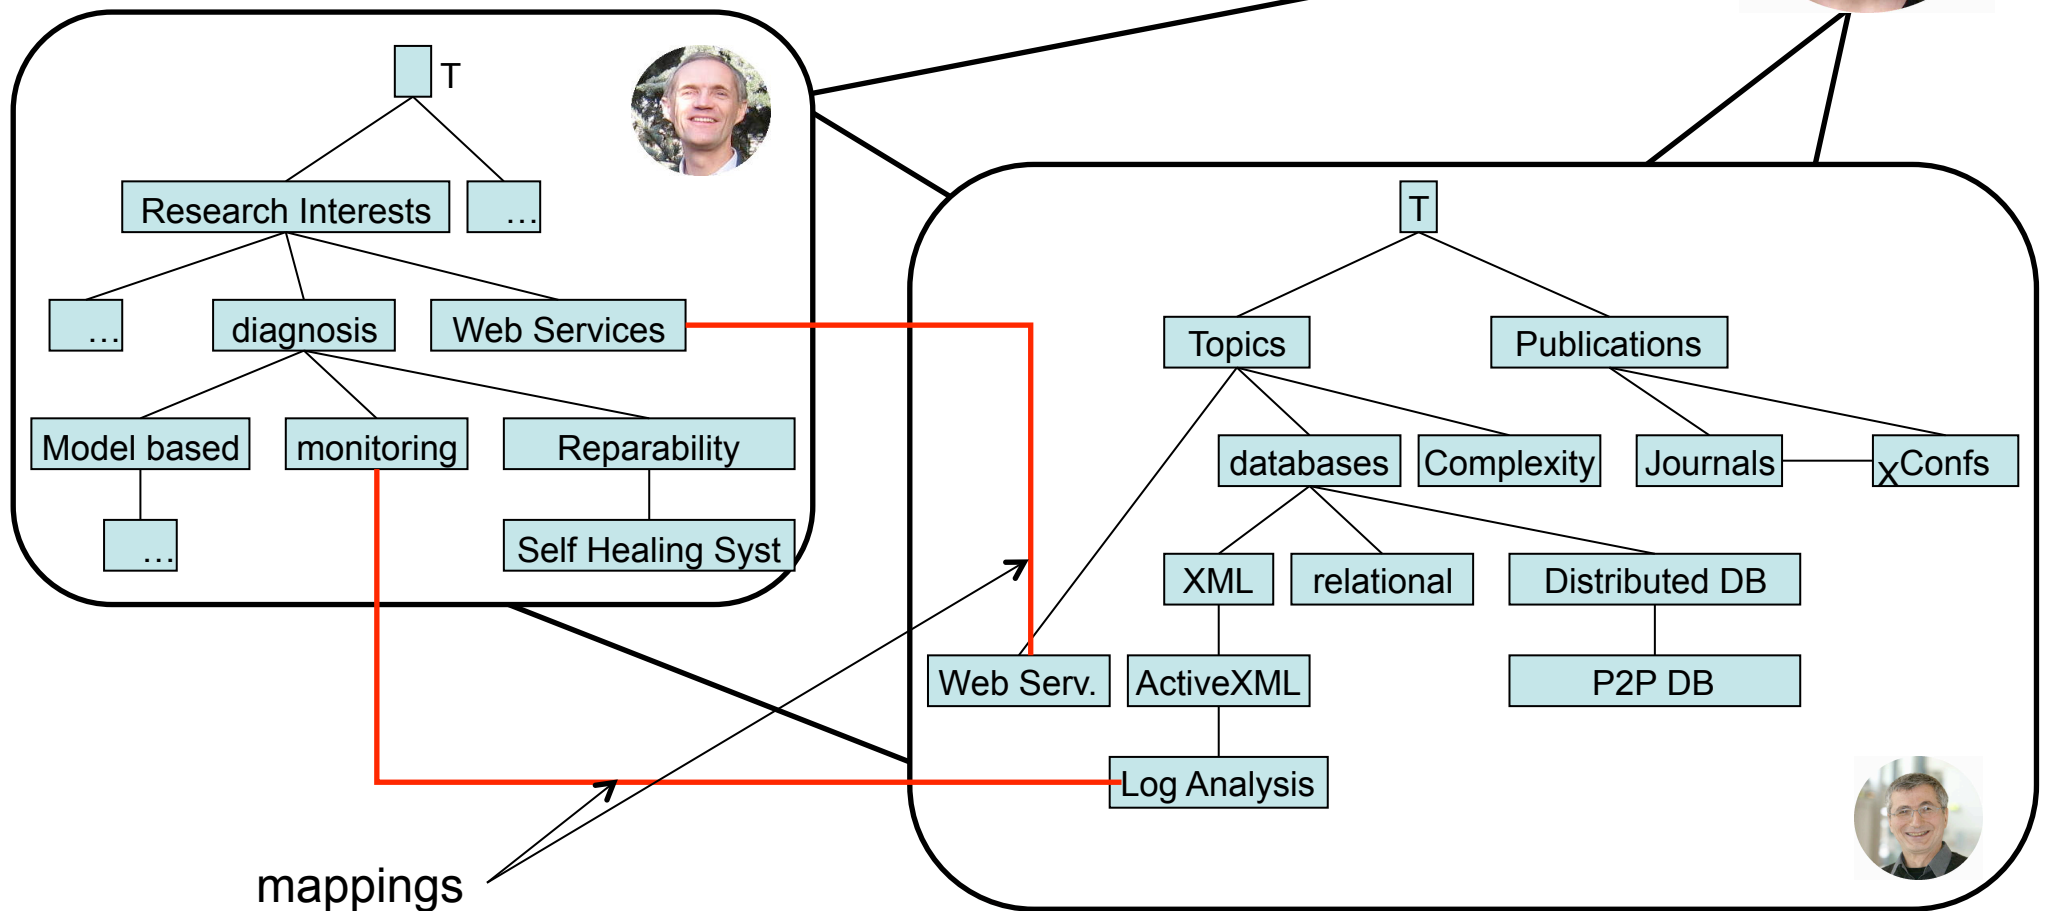 T
Research Interests
…
…
diagnosis
Web Services
Model based
monitoring
Reparability
…
Self Healing Syst
T
Topics
Publications
databases
Complexity
Journals
xConfs
XML
relational
Distributed DB
Web Serv.
ActiveXML
P2P DB
Log Analysis
mappings